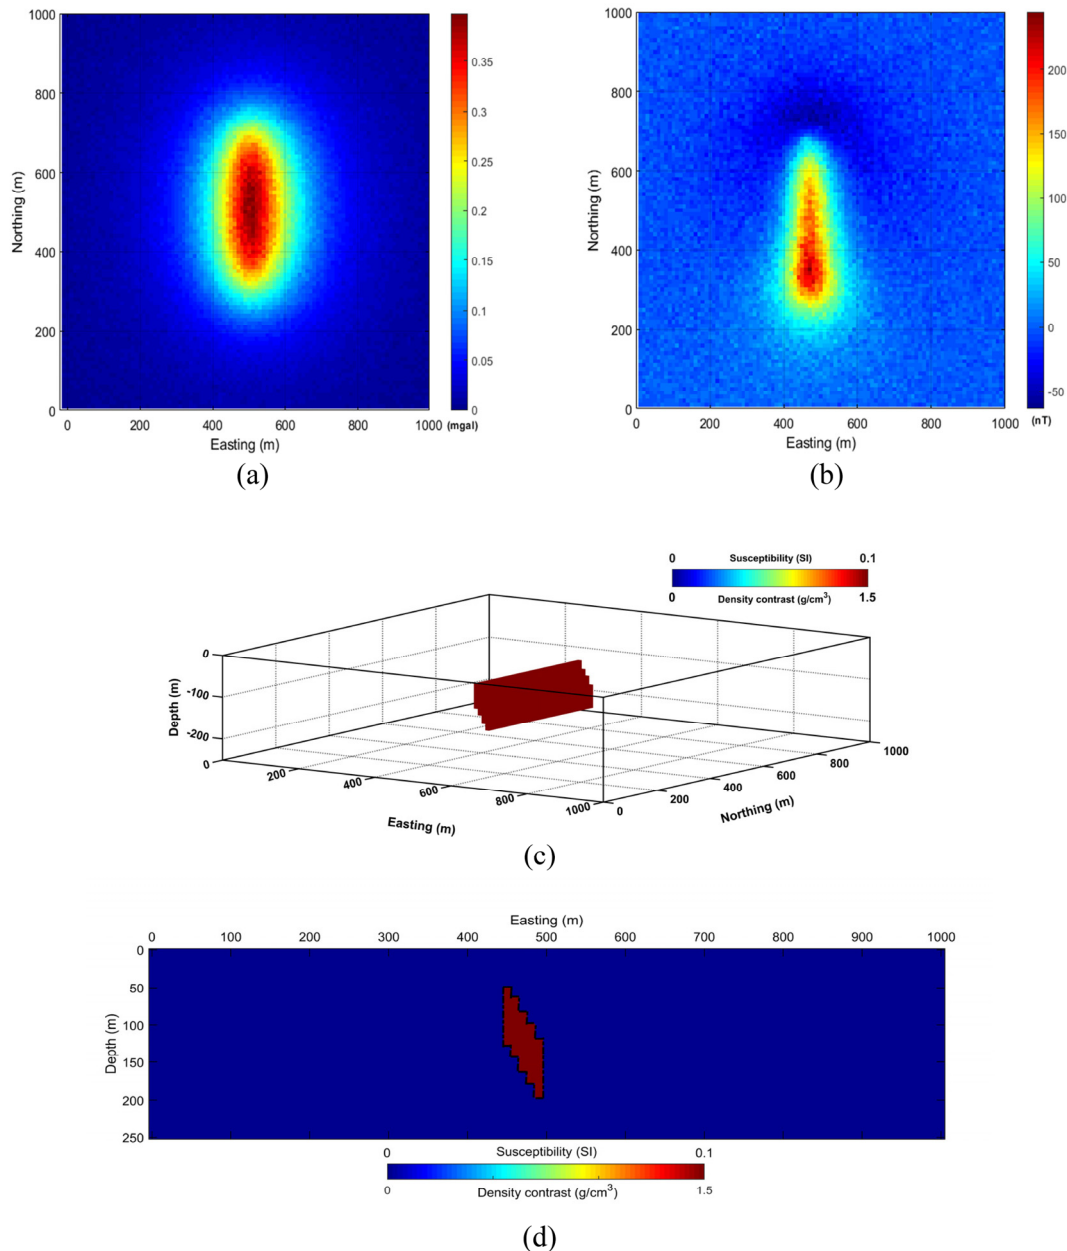 1000
800
600
400
200
0
Northing (m)
0 200 400 600 800 1000
Easting (m)
0.35
0.3
0.25
0.2
0.15
0.1
0.05
0
(mgal)
(a)
1000
800
600
400
200
0
Northing (m)
0 200 400 600 800 1000
Easting (m)
200
150
100
50
0
-50
(nT)
(b)
0 Susceptibility (SI) 0.1
0 Density contrast (g/cm³) 1.5
0
-100
-200
Depth (m)
0
200
400
600
800
1000
Easting (m)
0
200
400
600
800
1000
Northing (m)
(c)
Easting (m)
0 100 200 300 400 500 600 700 800 900 1000
0
50
100
150
200
250
Depth (m)
0 Susceptibility (SI) 0.1
0 Density contrast (g/cm³) 1.5
(d)